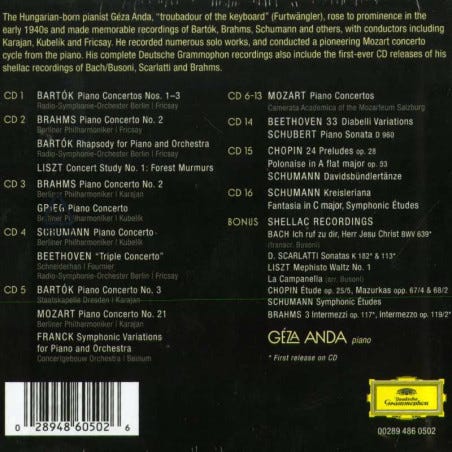 The Hungarian-born pianist Géza Anda, "troubadour of the keyboard" (Furtwängler), rose to prominence in the
early 1940s and made memorable recordings of Bartók, Brahms, Schumann and others, with conductors including
Karajan, Kubelik and Fricsay. He recorded numerous solo works, and conducted a pioneering Mozart concerto
cycle from the piano. His complete Deutsche Grammophon recordings also include the first-ever CD releases of his
shellac recordings of Bach/Busoni, Scarlatti and Brahms.
CD 1 BARTÓK Piano Concertos Nos. 1–3
Radio-Symphonie-Orchester Berlin | Fricsay
CD 2 BRAHMS Piano Concerto No. 2
Berliner Philharmoniker | Fricsay
BARTÓK Rhapsody for Piano and Orchestra
Radio-Symphonie-Orchester Berlin | Fricsay
LISZT Concert Study No. 1: Forest Murmurs
CD 3 BRAHMS Piano Concerto No. 2
Berliner Philharmoniker | Karajan
GRIEG Piano Concerto
Berliner Philharmoniker | Kubelik
CD 4 SCHUMANN Piano Concerto
Berliner Philharmoniker | Kubelik
BEETHOVEN "Triple Concerto"
Schneiderhan | Fournier
Radio-Symphonie-Orchester Berlin | Fricsay
CD 5 BARTÓK Piano Concerto No. 3
Staatskapelle Dresden | Karajan
MOZART Piano Concerto No. 21
Berliner Philharmoniker | Karajan
FRANCK Symphonic Variations
for Piano and Orchestra
Concertgebouw Orchestra | Beinum
CD 6-13 MOZART Piano Concertos
Camerata Academica of the Mozarteum Salzburg
CD 14 BEETHOVEN 33 Diabelli Variations
SCHUBERT Piano Sonata D 960
CD 15 CHOPIN 24 Preludes op. 28
Polonaise in A flat major op. 53
SCHUMANN Davidsbündlertänze
CD 16 SCHUMANN Kreisleriana
Fantasia in C major, Symphonic Études
BONUS SHELLAC RECORDINGS
BACH Ich ruf zu dir, Herr Jesu Christ BWV 639*
(transcr. Busoni)
D. SCARLATTI Sonatas K 182* & 113*
LISZT Mephisto Waltz No. 1
La Campanella (arr. Busoni)
CHOPIN Étude op. 25/5, Mazurkas opp. 67/4 & 68/2
SCHUMANN Symphonic Études
BRAHMS 3 Intermezzi op. 117*, Intermezzo op. 119/2*
GÉZA ANDA piano
* First release on CD
0 28948 60502 6
Deutsche
Grammophon
00289 486 0502